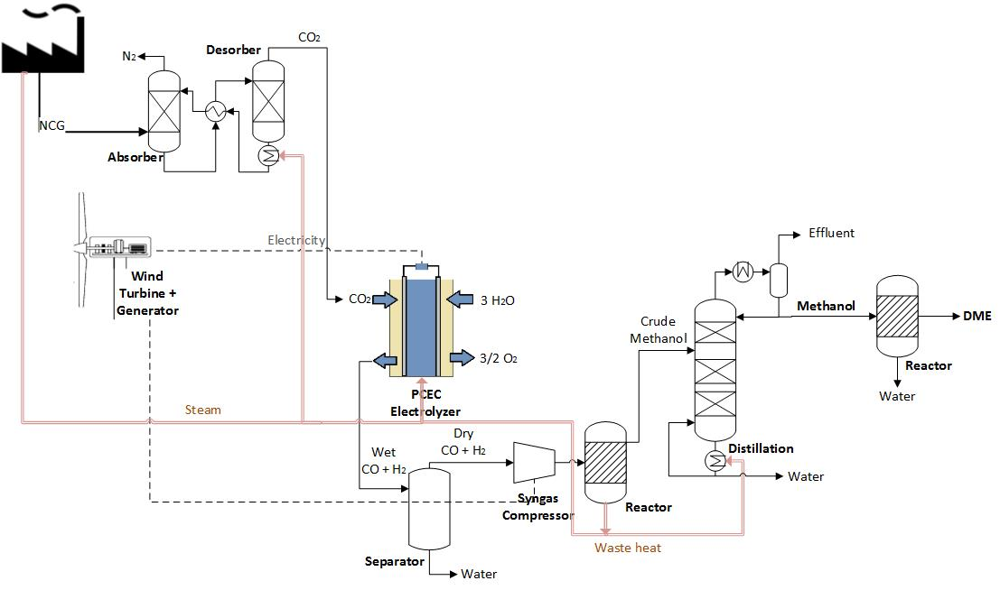 CO2
Desorber
N2
NCG
Absorber
Electricity
Effluent
Wind
Turbine +
Generator
CO2
3 H2O
Methanol
DME
Crude
Methanol
3/2 O2
Reactor
PCEC
Electrolyzer
Water
Steam
Dry
CO + H2
Wet
CO + H2
Distillation
Water
Syngas
Compressor
Reactor
Waste heat
Separator
Water